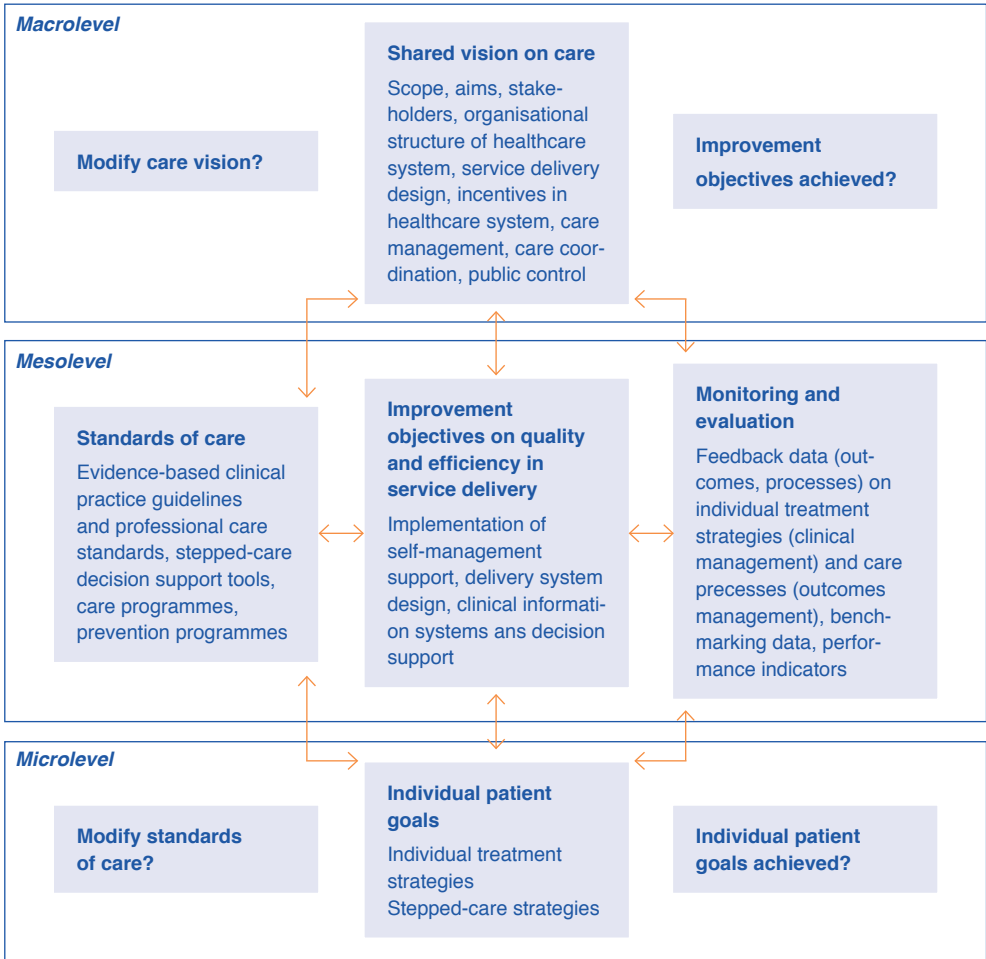 Macrolevel
Shared vision on care
Scope, aims, stake-
holders, organisational
structure of healthcare
system, service delivery
design, incentives in
healthcare system, care
management, care coor-
dination, public control
Modify care vision?
Improvement
objectives achieved?
Mesolevel
Standards of care
Evidence-based clinical
practice guidelines
and professional care
standards, stepped-care
decision support tools,
care programmes,
prevention programmes
Improvement
objectives on quality
and efficiency in
service delivery
Implementation of
self-management
support, delivery system
design, clinical informati-
on systems ans decision
support
Monitoring and
evaluation
Feedback data (out-
comes, processes) on
individual treatment
strategies (clinical
management) and care
precesses (outcomes
management), bench-
marking data, perfor-
mance indicators
Microlevel
Modify standards
of care?
Individual patient
goals
Individual treatment
strategies
Stepped-care strategies
Individual patient
goals achieved?